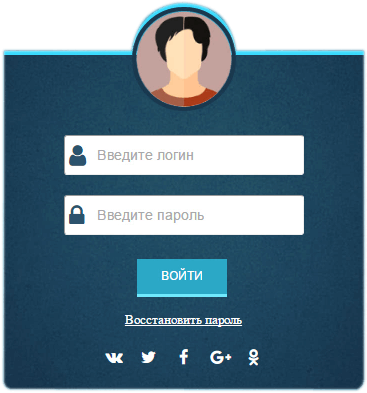 Введите логин
Введите пароль
ВОЙТИ
Восстановить пароль